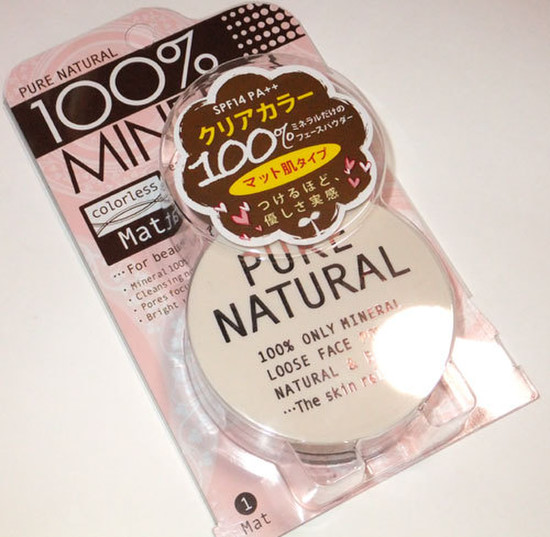 PURE NATURAL
100%
SPF14 PA++
クリアカラー
100%
ミネラルだけの
フェースパウダー
マット肌タイプ
つけるほど、
優しさ実感
colorless
Mat
...For
Mineral 100%
Cleansing
Pores
Bright
PURE
NATURAL
100% ONLY MINERAL
LOOSE FACE
NATURAL &
...The skin
1
Mat